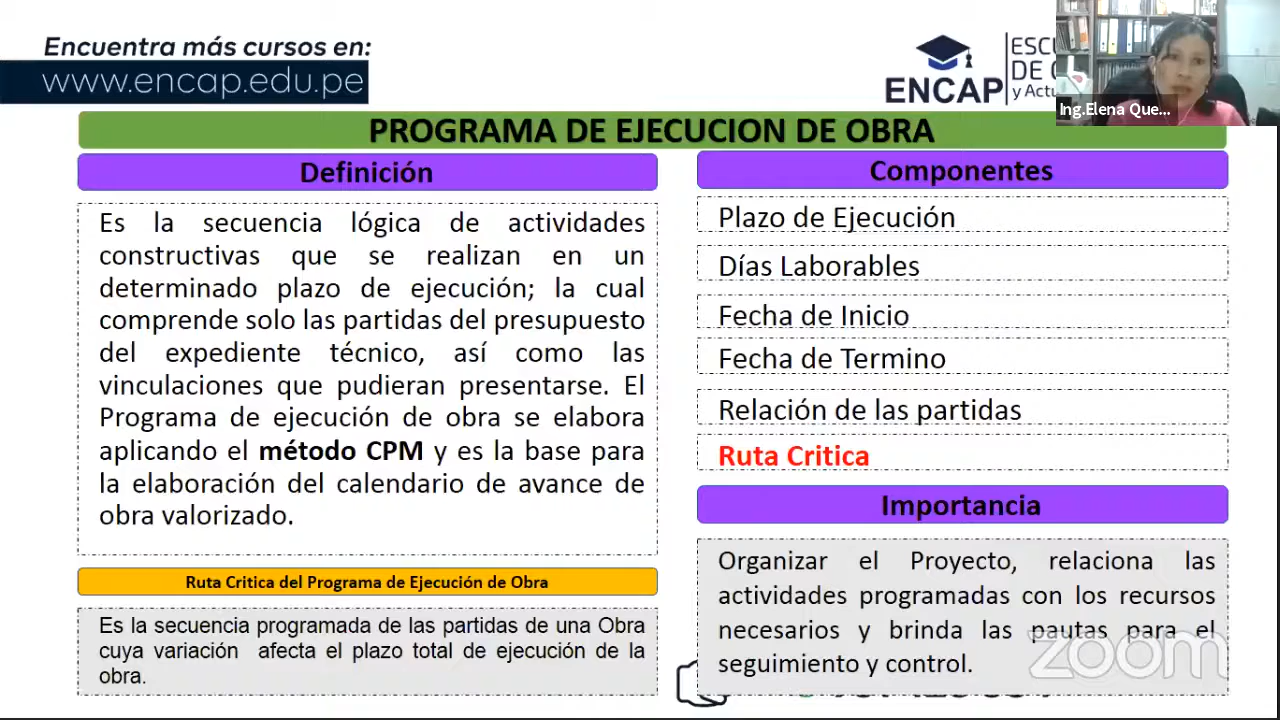 Encuentra más cursos en:
www.encap.edu.pe
ENCAP
y Actu
Ing.Elena Que...
PROGRAMA DE EJECUCION DE OBRA
Definición
Es la secuencia lógica de actividades
constructivas que se realizan en un
determinado plazo de ejecución; la cual
comprende solo las partidas del presupuesto
del expediente técnico, así como las
vinculaciones que pudieran presentarse. El
Programa de ejecución de obra se elabora
aplicando el método CPM y es la base para
la elaboración del calendario de avance de
obra valorizado.
Ruta Critica del Programa de Ejecución de Obra
Es la secuencia programada de las partidas de una Obra
cuya variación afecta el plazo total de ejecución de la
obra.
Componentes
Plazo de Ejecución
Días Laborables
Fecha de Inicio
Fecha de Termino
Relación de las partidas
Ruta Critica
Importancia
Organizar el Proyecto, relaciona las
actividades programadas con los recursos
necesarios y brinda las pautas para el
seguimiento y control.
zoom